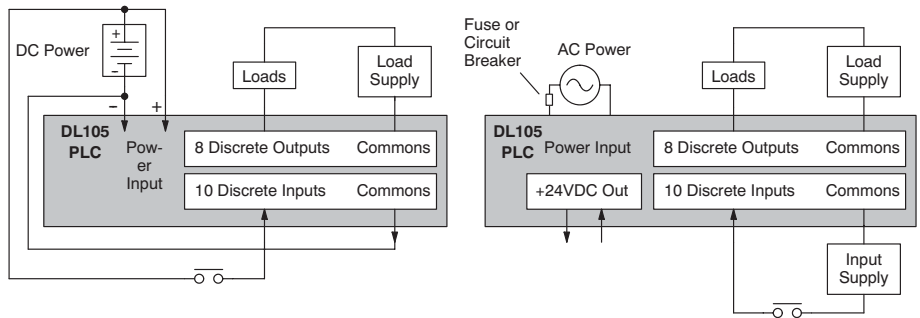 DC Power
+
-
−
+
Loads
Load
Supply
DL105
PLC
Pow-
er
Input
8 Discrete Outputs Commons
10 Discrete Inputs Commons
Fuse or
Circuit
Breaker
AC Power
Loads
Load
Supply
DL105
PLC
Power Input
8 Discrete Outputs Commons
+24VDC Out
10 Discrete Inputs Commons
Input
Supply